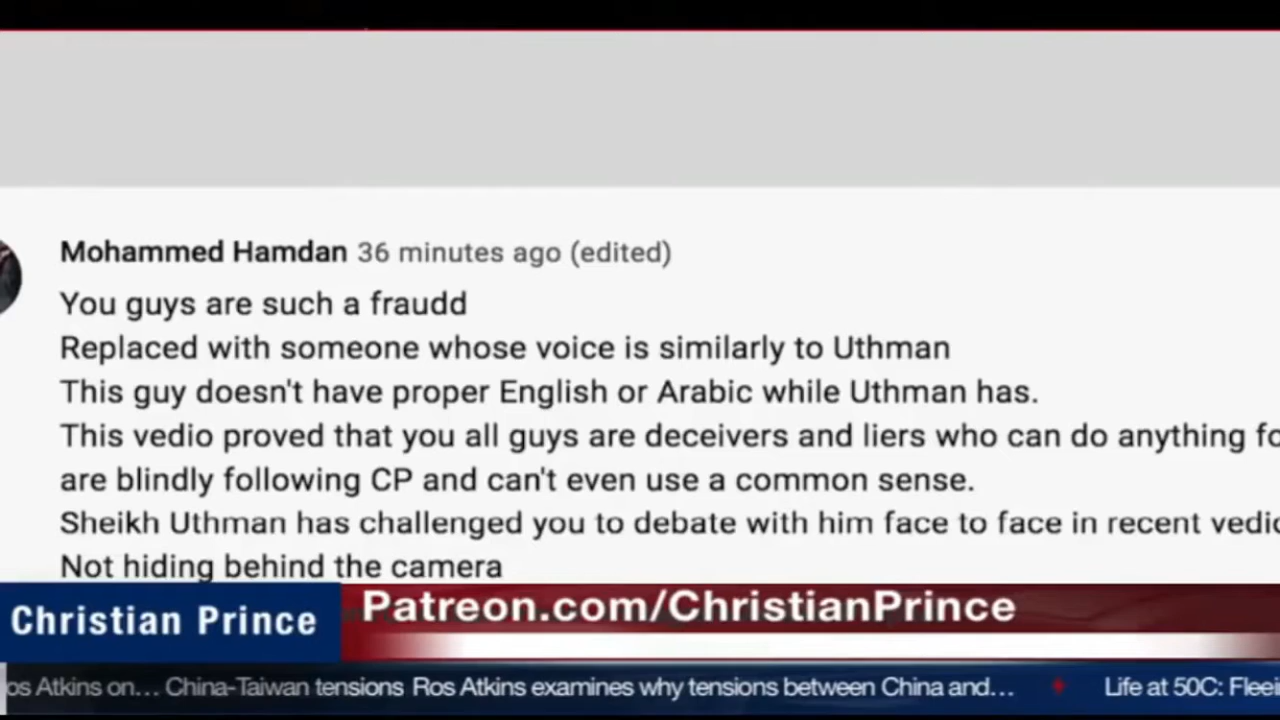 Mohammed Hamdan 36 minutes ago (edited)
You guys are such a fraudd
Replaced with someone whose voice is similarly to Uthman
This guy doesn't have proper English or Arabic while Uthman has.
This vedio proved that you all guys are deceivers and liers who can do anything
are blindly following CP and can't even use a common sense.
Sheikh Uthman has challenged you to debate with him face to face in recent
Not hiding behind the camera
Christian Prince
Patreon.com/ChristianPrince
Atkins on... China-Taiwan tensions Ros Atkins examines why tensions between China and... Life at 50C: